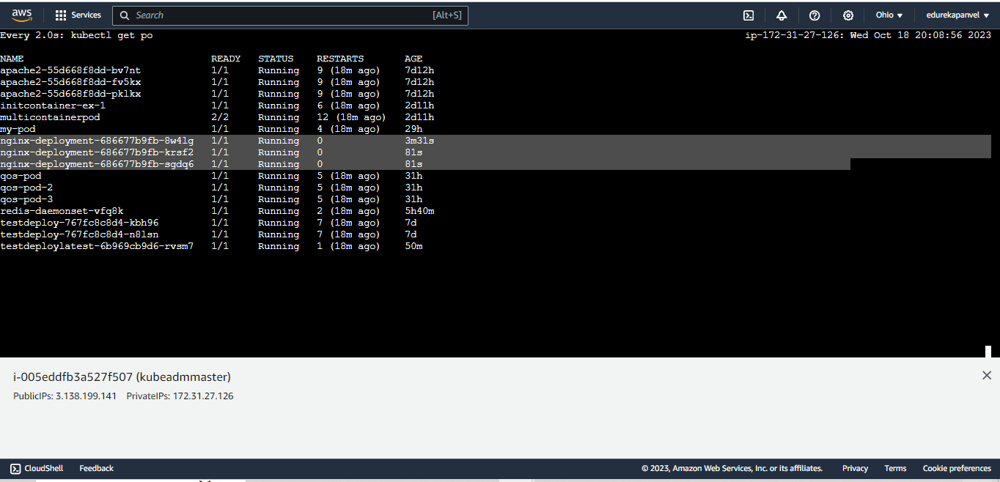 aws Services Search [Alt+S] Ohio edurekapanvel
Every 2.0s: kubectl get po ip-172-31-27-126: Wed Oct 18 20:08:56 2023
NAME READY STATUS RESTARTS AGE
apache2-55d668f8dd-bv7nt 1/1 Running 9 (18m ago) 7d12h
apache2-55d668f8dd-fv5kx 1/1 Running 9 (18m ago) 7d12h
apache2-55d668f8dd-pklkx 1/1 Running 9 (18m ago) 7d12h
initcontainer-ex-1 1/1 Running 6 (18m ago) 2d11h
multicontainerpod 2/2 Running 12 (18m ago) 2d11h
my-pod 1/1 Running 4 (18m ago) 29h
nginx-deployment-686677b9fb-8w4lg 1/1 Running 0 3m31s
nginx-deployment-686677b9fb-krsf2 1/1 Running 0 81s
nginx-deployment-686677b9fb-sgdq6 1/1 Running 0 81s
qos-pod 1/1 Running 5 (18m ago) 31h
qos-pod-2 1/1 Running 5 (18m ago) 31h
qos-pod-3 1/1 Running 5 (18m ago) 31h
redis-daemonset-vfq8k 1/1 Running 2 (18m ago) 5h40m
testdeploy-767fc8c8d4-kbh96 1/1 Running 7 (18m ago) 7d
testdeploy-767fc8c8d4-n8lsn 1/1 Running 7 (18m ago) 7d
testdeploylatest-6b969cb9d6-rvsm7 1/1 Running 1 (18m ago) 50m
i-005eddfb3a527f507 (kubeadmmaster)
PublicIPs: 3.138.199.141 PrivateIPs: 172.31.27.126
CloudShell Feedback © 2023, Amazon Web Services, Inc. or its affiliates. Privacy Terms Cookie preferences